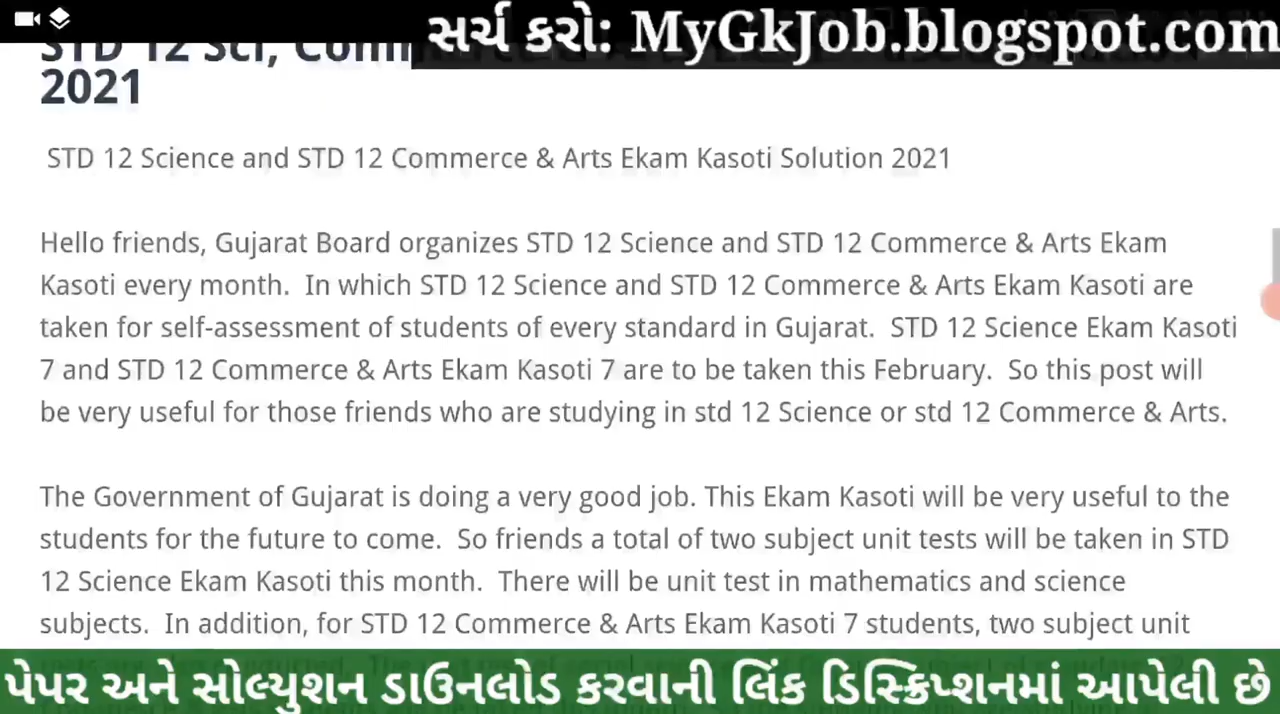 સર્ચ કરો: MyGkJob.blogspot.com
STD 12 Sci, Comm
2021
STD 12 Science and STD 12 Commerce & Arts Ekam Kasoti Solution 2021
Hello friends, Gujarat Board organizes STD 12 Science and STD 12 Commerce & Arts Ekam
Kasoti every month.  In which STD 12 Science and STD 12 Commerce & Arts Ekam Kasoti are
taken for self-assessment of students of every standard in Gujarat.  STD 12 Science Ekam Kasoti
7 and STD 12 Commerce & Arts Ekam Kasoti 7 are to be taken this February.  So this post will
be very useful for those friends who are studying in std 12 Science or std 12 Commerce & Arts.
The Government of Gujarat is doing a very good job. This Ekam Kasoti will be very useful to the
students for the future to come.  So friends a total of two subject unit tests will be taken in STD
12 Science Ekam Kasoti this month.  There will be unit test in mathematics and science
subjects.  In addition, for STD 12 Commerce & Arts Ekam Kasoti 7 students, two subject unit
પેપર અને સોલ્યુશન ડાઉનલોડ કરવાની લિંક ડિસ્ક્રિપ્શનમાં આપેલી છે